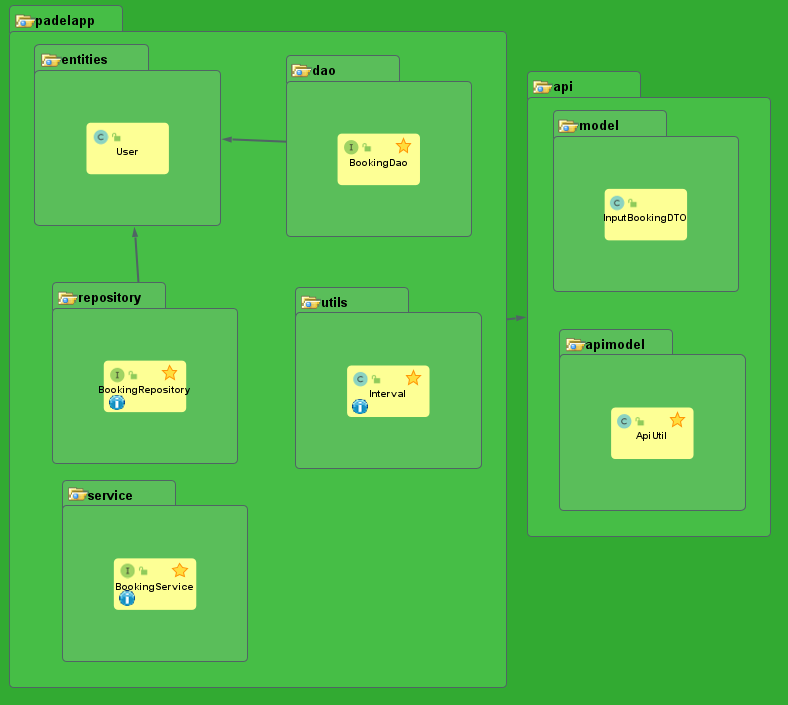 padelapp
entities
C
User
dao
I
BookingDao
repository
I
BookingRepository
i
utils
C
Interval
i
service
I
BookingService
i
api
model
C
InputBookingDTO
apimodel
C
ApiUtil